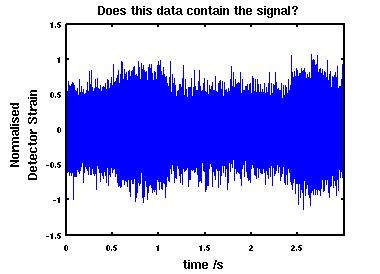 Does this data contain the signal?
1.5
1
0.5
0
-0.5
-1
-1.5
Normalised
Detector Strain
0 0.5 1 1.5 2 2.5
time /s